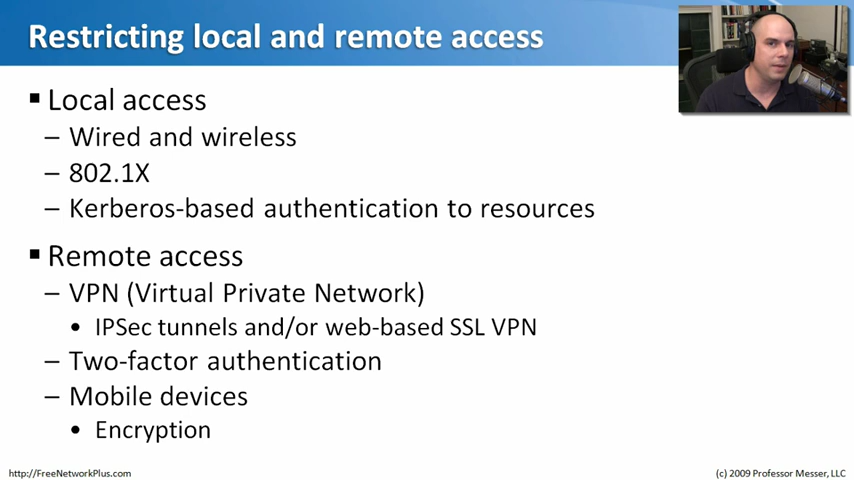 Restricting local and remote access
▪ Local access
– Wired and wireless
– 802.1X
– Kerberos-based authentication to resources
▪ Remote access
– VPN (Virtual Private Network)
• IPSec tunnels and/or web-based SSL VPN
– Two-factor authentication
– Mobile devices
• Encryption
http://FreeNetworkPlus.com
(c) 2009 Professor Messer, LLC